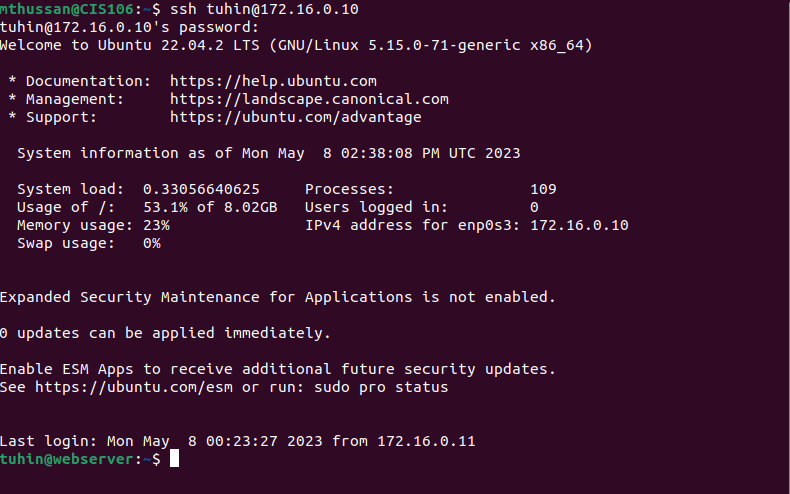 mthussan@CIS106:~$ ssh tuhin@172.16.0.10
tuhin@172.16.0.10's password:
Welcome to Ubuntu 22.04.2 LTS (GNU/Linux 5.15.0-71-generic x86_64)
* Documentation:  https://help.ubuntu.com
* Management:     https://landscape.canonical.com
* Support:        https://ubuntu.com/advantage
System information as of Mon May  8 02:38:08 PM UTC 2023
System load:  0.33056640625     Processes:               109
Usage of /:   53.1% of 8.02GB   Users logged in:         0
Memory usage: 23%               IPv4 address for enp0s3: 172.16.0.10
Swap usage:   0%
Expanded Security Maintenance for Applications is not enabled.
0 updates can be applied immediately.
Enable ESM Apps to receive additional future security updates.
See https://ubuntu.com/esm or run: sudo pro status
Last login: Mon May  8 00:23:27 2023 from 172.16.0.11
tuhin@webserver:~$